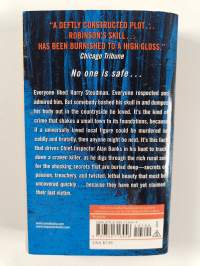 "A DEFTLY CONSTRUCTED PLOT . . .
ROBINSON'S SKILL . . .
HAS BEEN BURNISHED TO A HIGH GLOSS."
Chicago Tribune
No one is safe . . .
Everyone liked Harry Steadman. Everyone respected and
admired him. But somebody bashed his skull in and dumped
his body out in the countryside he loved. It's the kind of
crime that shakes a small town to its foundations, because
if a universally loved local figure could be murdered so
coldly and brutally, then anyone might be next. It's this fact
that drives Chief Inspector Alan Banks in his hunt to track
down a craven killer, as he digs through the rich rural soil
for the shocking secrets that are buried deep—secrets of
passion, treachery, and twisted, lethal beauty that must be
uncovered quickly . . . because they have not yet claimed
their last victim.